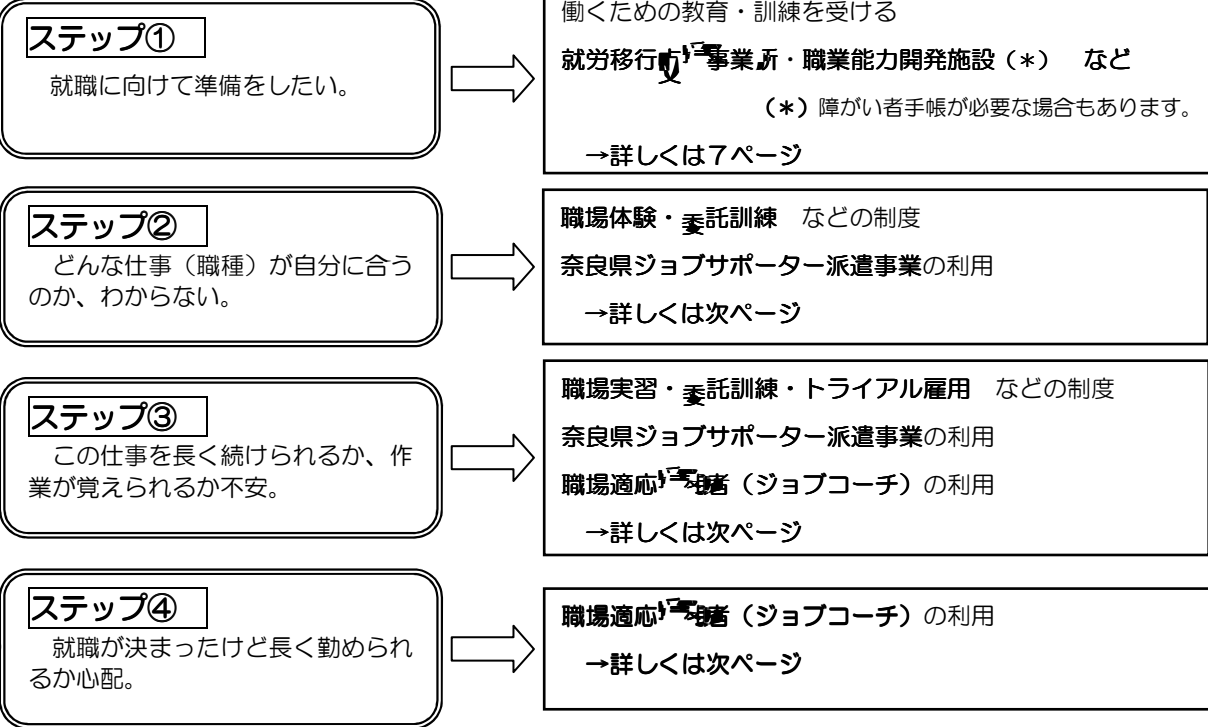 ステップ①
就職に向けて準備をしたい。
働くための教育・訓練を受ける
就労移行 事業所・職業能力開発施設(*) など
(*)障がい者手帳が必要な場合もあります。
→詳しくは7ページ
ステップ②
どんな仕事(職種)が自分に合う
のか、わからない。
職場体験・委託訓練 などの制度
奈良県ジョブサポーター派遣事業の利用
→詳しくは次ページ
ステップ③
この仕事を長く続けられるか、作
業が覚えられるか不安。
職場実習・委託訓練・トライアル雇用 などの制度
奈良県ジョブサポーター派遣事業の利用
職場適応 者(ジョブコーチ)の利用
→詳しくは次ページ
ステップ④
就職が決まったけど長く勤められ
るか心配。
職場適応 者(ジョブコーチ)の利用
→詳しくは次ページ